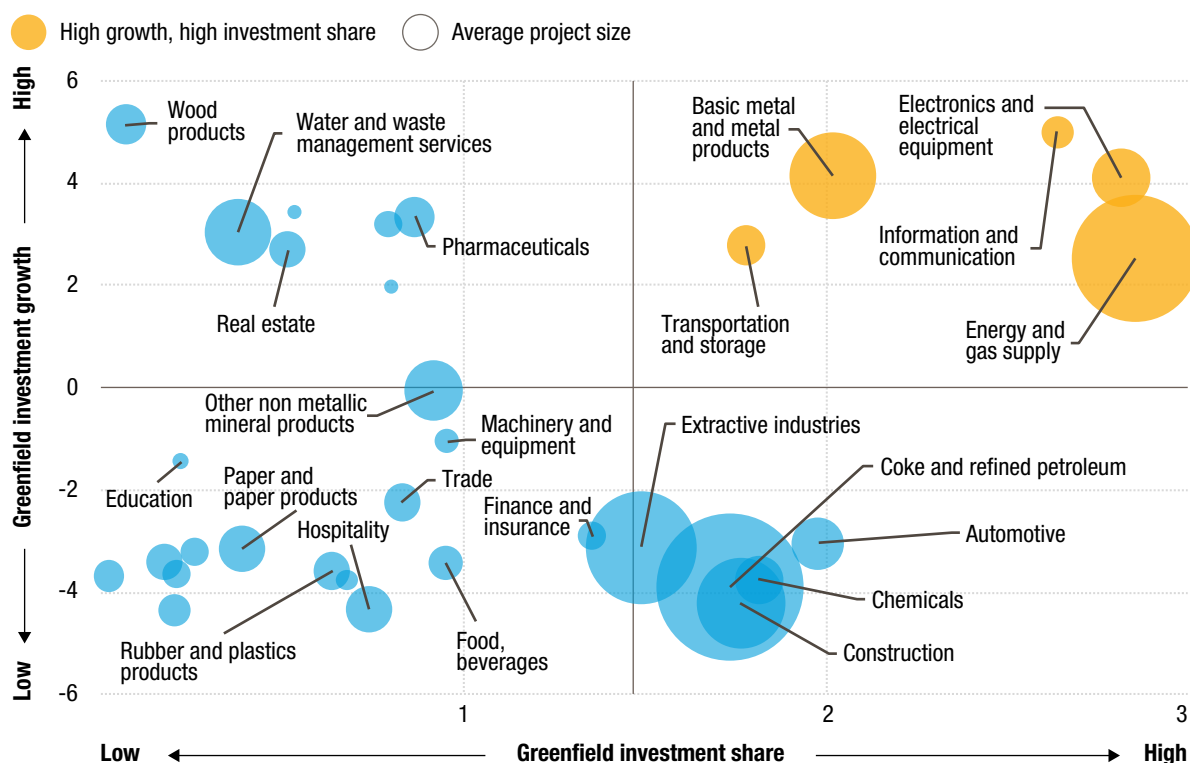 High growth, high investment share
Average project size
High
Greenfield investment growth
Low
6
4
2
0
-2
-4
-6
Wood
products
Water and waste
management services
Basic metal
and metal
products
Electronics and
electrical
equipment
Pharmaceuticals
Information and
communication
Real estate
Transportation
and storage
Energy and
gas supply
Other non metallic
mineral products
Machinery and
equipment
Extractive industries
Education
Paper and
paper products
Trade
Coke and refined petroleum
Hospitality
Finance and
insurance
Automotive
Rubber and plastics
products
Food,
beverages
Chemicals
Construction
1
2
3
Low
Greenfield investment share
High